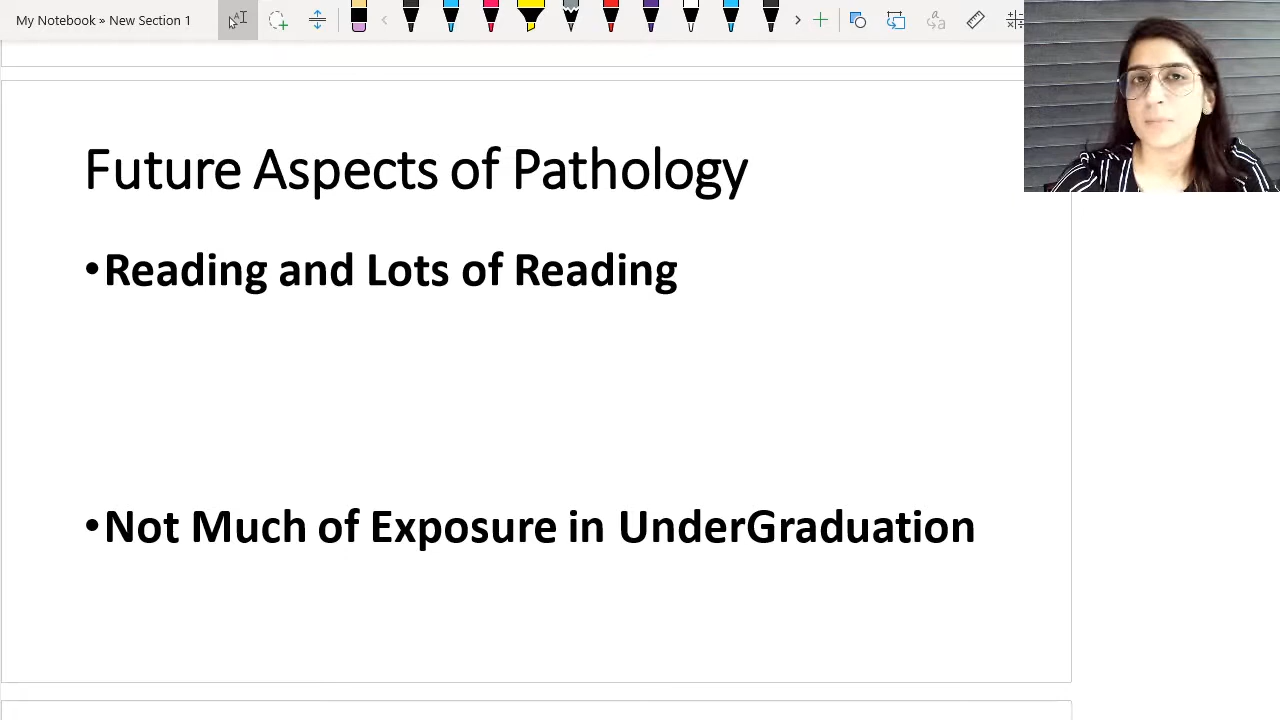 My Notebook » New Section 1
Future Aspects of Pathology
•Reading and Lots of Reading
•Not Much of Exposure in UnderGraduation